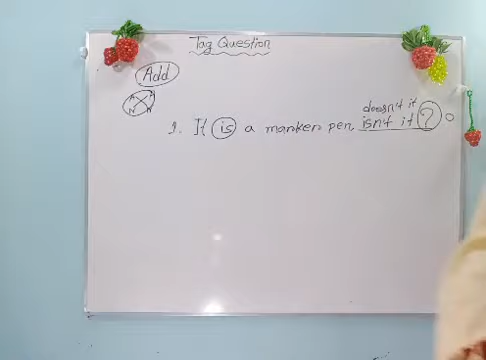 Tag Question
Add
A A
N N
doesn't it
1. It is a marker pen, isn't it ?